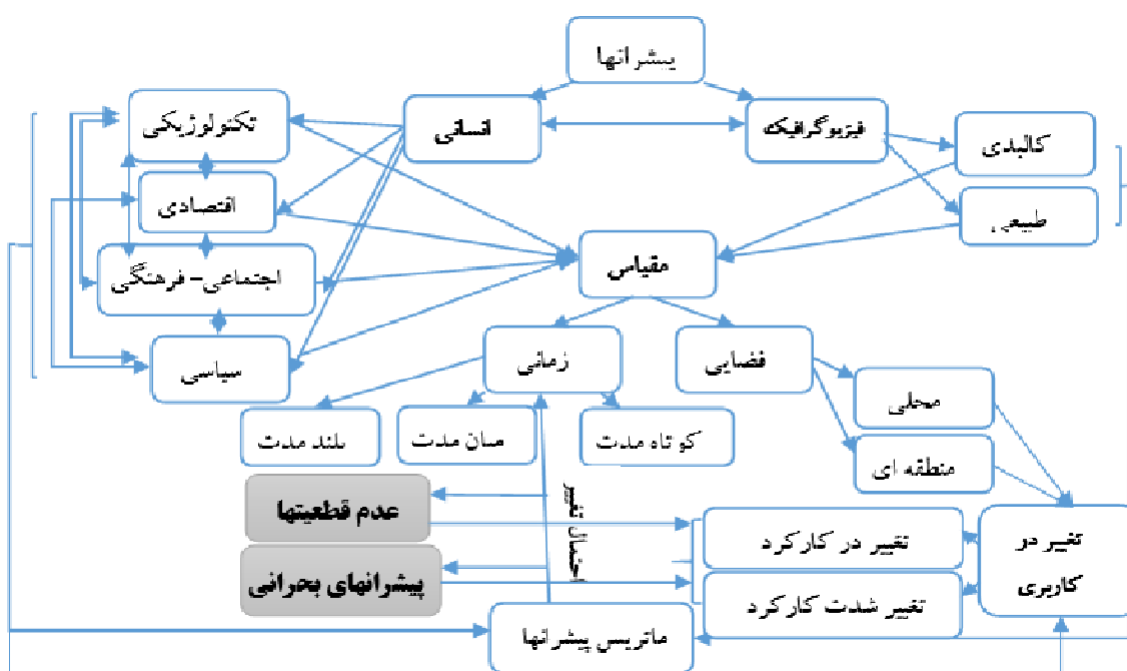 پیشرانها
انسانی
فیزیوگرافیک
تکنولوژیکی
کالبدی
اقتصادی
طبیعی
اجتماعی- فرهنگی
مقیاس
سیاسی
زمانی
فضایی
محلی
بلند مدت
میان مدت
کوتاه مدت
منطقه ای
احتمال تغییر
عدم قطعیتها
تغییر در کارکرد
تغییر در
کاربری
پیشرانهای بحرانی
تغییر شدت کارکرد
ماتریس پیشرانها